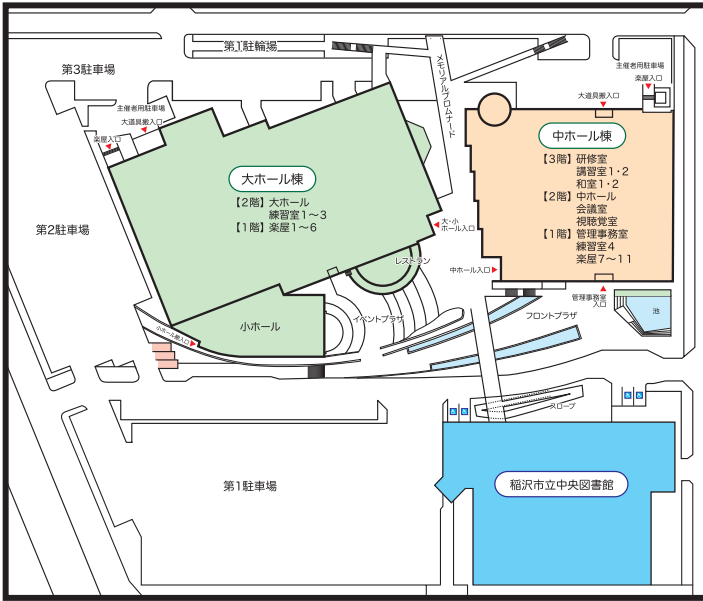 第1駐輪場
第3駐車場
メモリアルプロムナード
主催者用駐車場
楽屋入口
主催者用駐車場
大道具搬入口
楽屋入口
大道具搬入口
中ホール棟
【3階】研修室
講習室1・2
和室1・2
【2階】中ホール
会議室
視聴覚室
【1階】管理事務室
練習室4
楽屋7〜11
大ホール棟
【2階】大ホール
練習室1〜3
【1階】楽屋1〜6
第2駐車場
大・小
ホール入口
レストラン
中ホール入口
管理事務室
入口
池
イベントプラザ
フロントプラザ
小ホール
小ホール搬入口
スロープ
第1駐車場
稲沢市立中央図書館